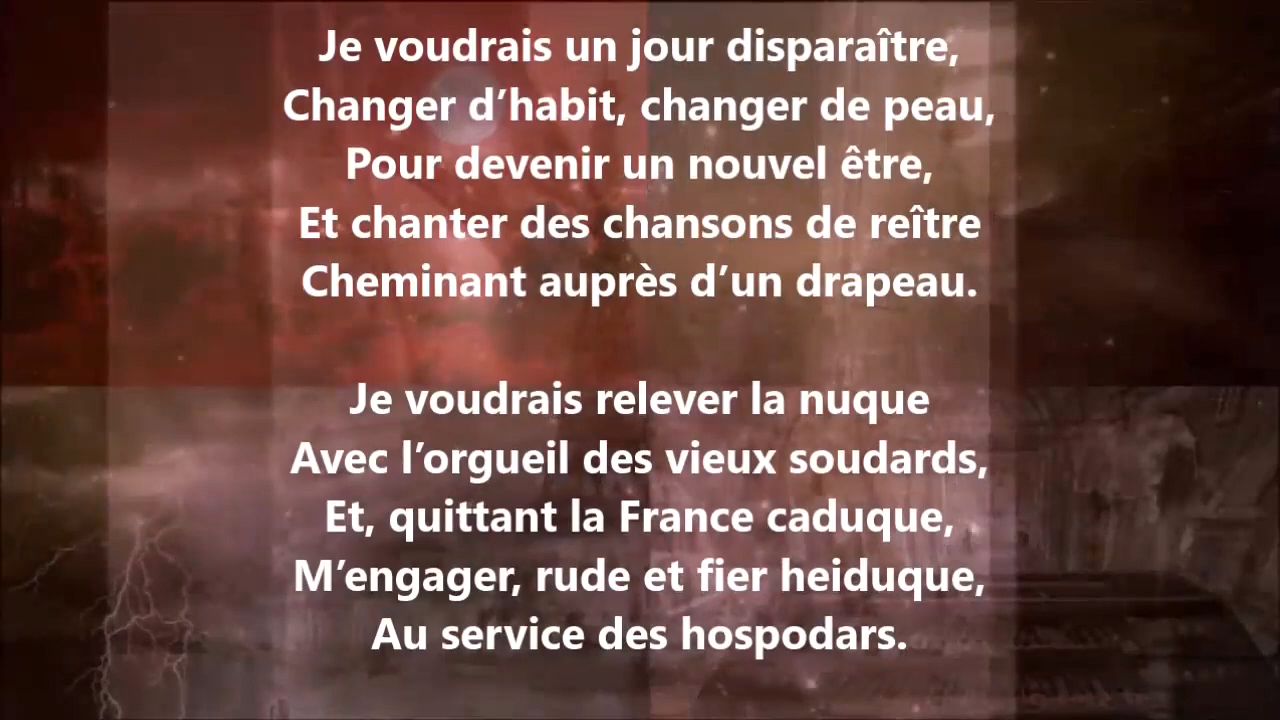 Je voudrais un jour disparaître,
Changer d’habit, changer de peau,
Pour devenir un nouvel être,
Et chanter des chansons de reître
Cheminant auprès d’un drapeau.
Je voudrais relever la nuque
Avec l’orgueil des vieux soudards,
Et, quittant la France caduque,
M’engager, rude et fier heiduque,
Au service des hospodars.